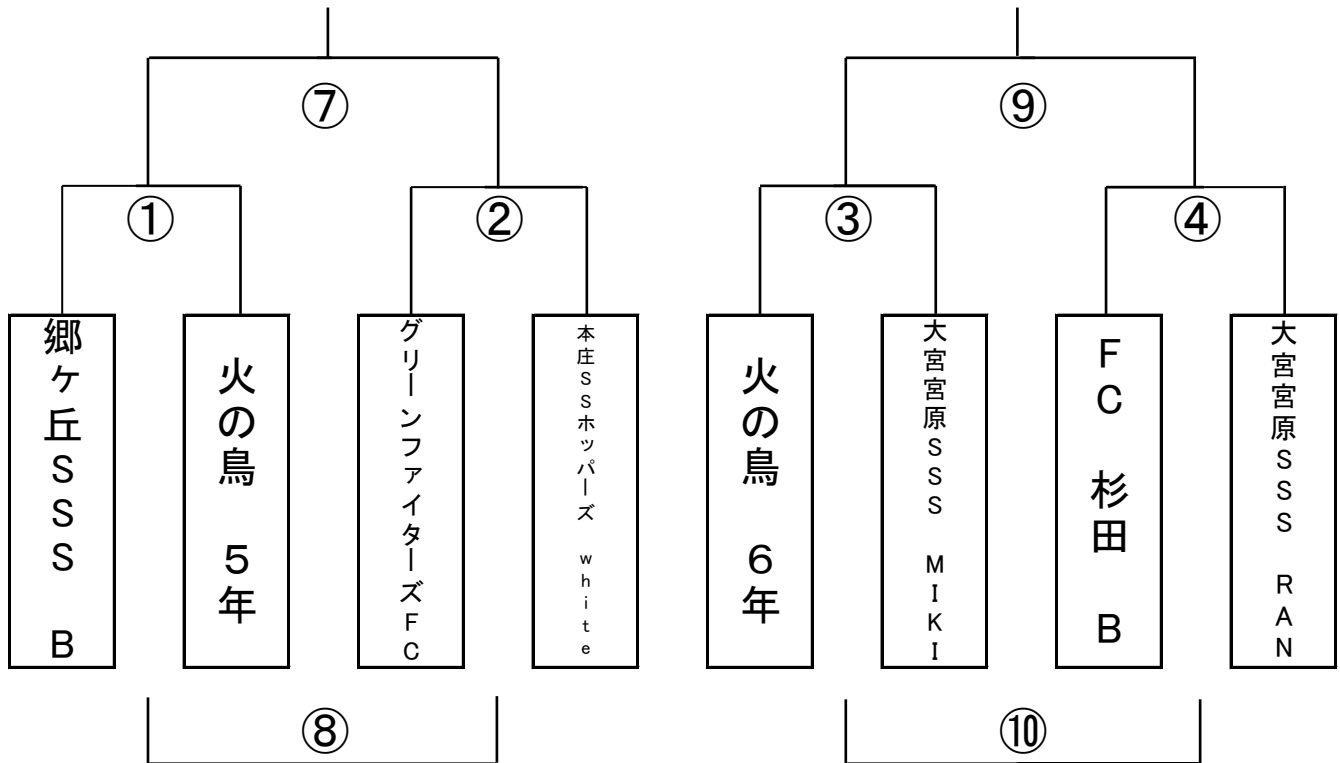 ⑦
⑨
①
②
③
④
郷ヶ丘SSS B
火の鳥 5年
グリーンファイターズFC
本庄SSホッパーズ white
火の鳥 6年
大宮宮原SSS MIKI
FC 杉田 B
大宮宮原SSS RAN
⑧
⑩